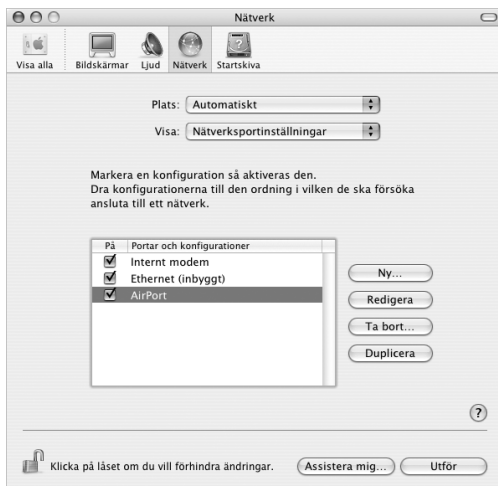 Nätverk
Visa alla Bildskärmar Ljud Nätverk Startskiva
Plats: Automatiskt
Visa: Nätverksportinställningar
Markera en konfiguration så aktiveras den.
Dra konfigurationerna till den ordning i vilken de ska försöka
ansluta till ett nätverk.
På Portar och konfigurationer
Internt modem
Ethernet (inbyggt)
AirPort
Ny...
Redigera
Ta bort...
Duplicera
?
Klicka på låset om du vill förhindra ändringar. Assistera mig... Utför